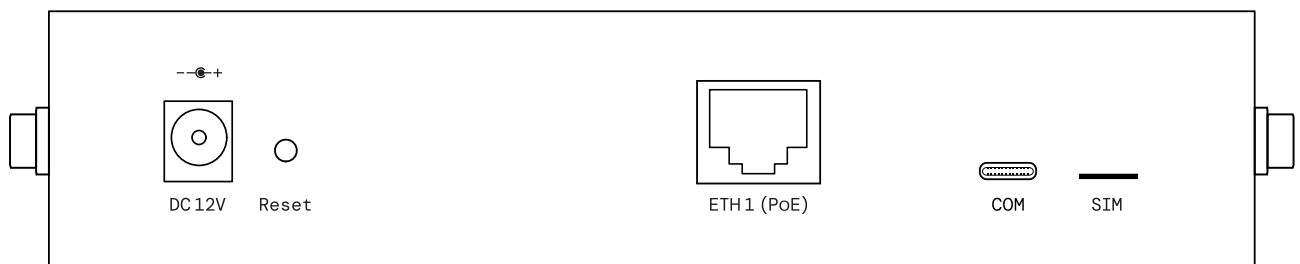 DC 12V
Reset
ETH 1 (PoE)
COM
SIM